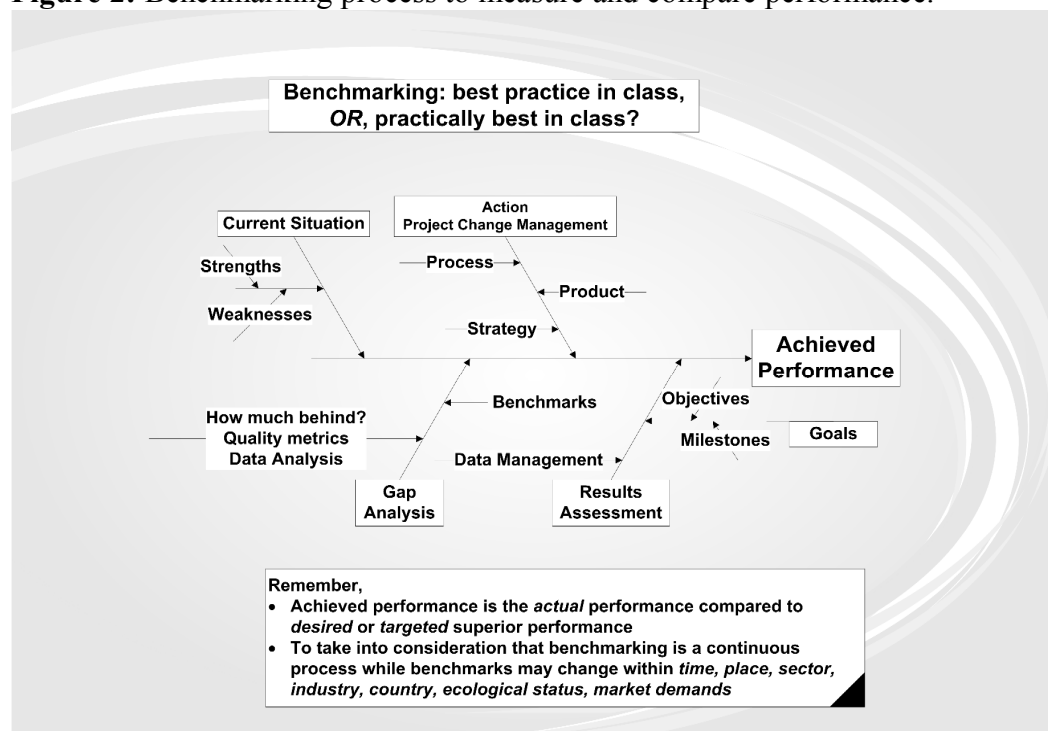 Figure 2: Benchmarking process to measure and compare performance.
Benchmarking: best practice in class,
OR, practically best in class?
Current Situation
Action
Project Change Management
Strengths
Weaknesses
Process
Product
Strategy
Achieved
Performance
Benchmarks
How much behind?
Quality metrics
Data Analysis
Data Management
Objectives
Milestones
Goals
Gap
Analysis
Results
Assessment
Remember,
• Achieved performance is the actual performance compared to
desired or targeted superior performance
• To take into consideration that benchmarking is a continuous
process while benchmarks may change within time, place, sector,
industry, country, ecological status, market demands